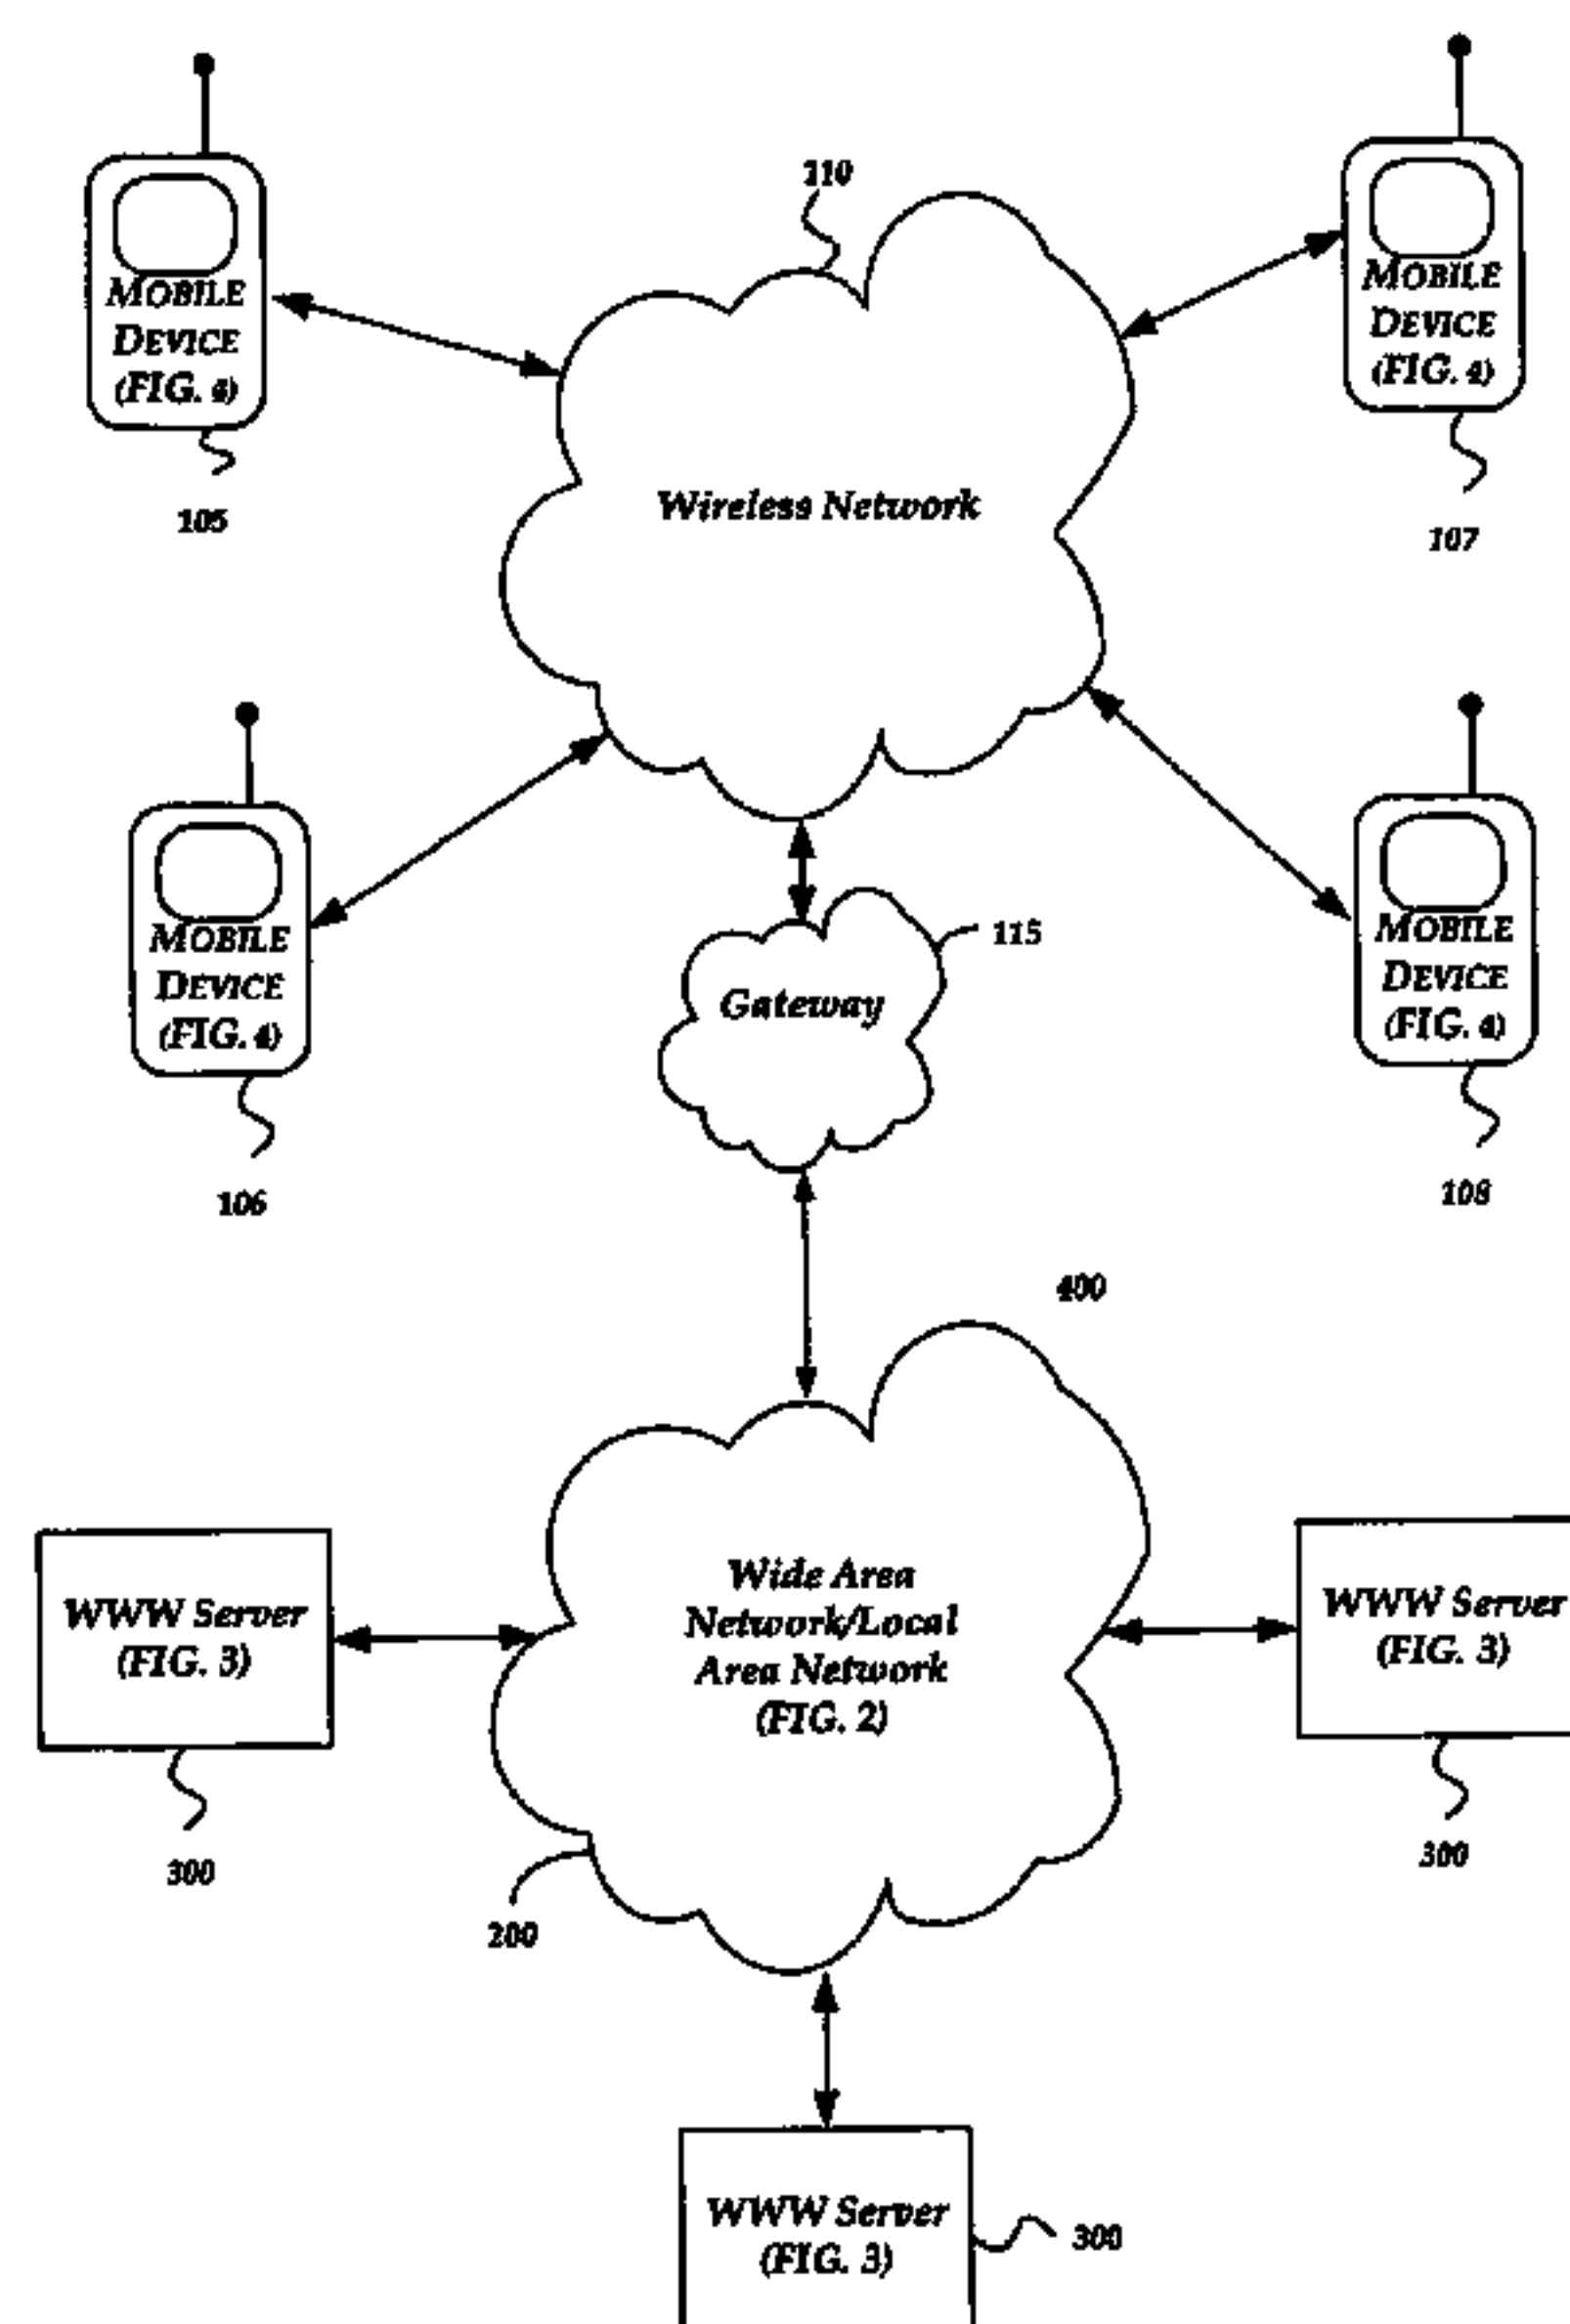 110
MOBILE
DEVICE
(FIG. 4)
105
MOBILE
DEVICE
(FIG. 4)
107
Wireless Network
MOBILE
DEVICE
(FIG. 4)
106
115
Gateway
MOBILE
DEVICE
(FIG. 4)
108
400
WWW Server
(FIG. 3)
300
Wide Area
Network/Local
Area Network
(FIG. 2)
200
WWW Server
(FIG. 3)
300
WWW Server
(FIG. 3)
300